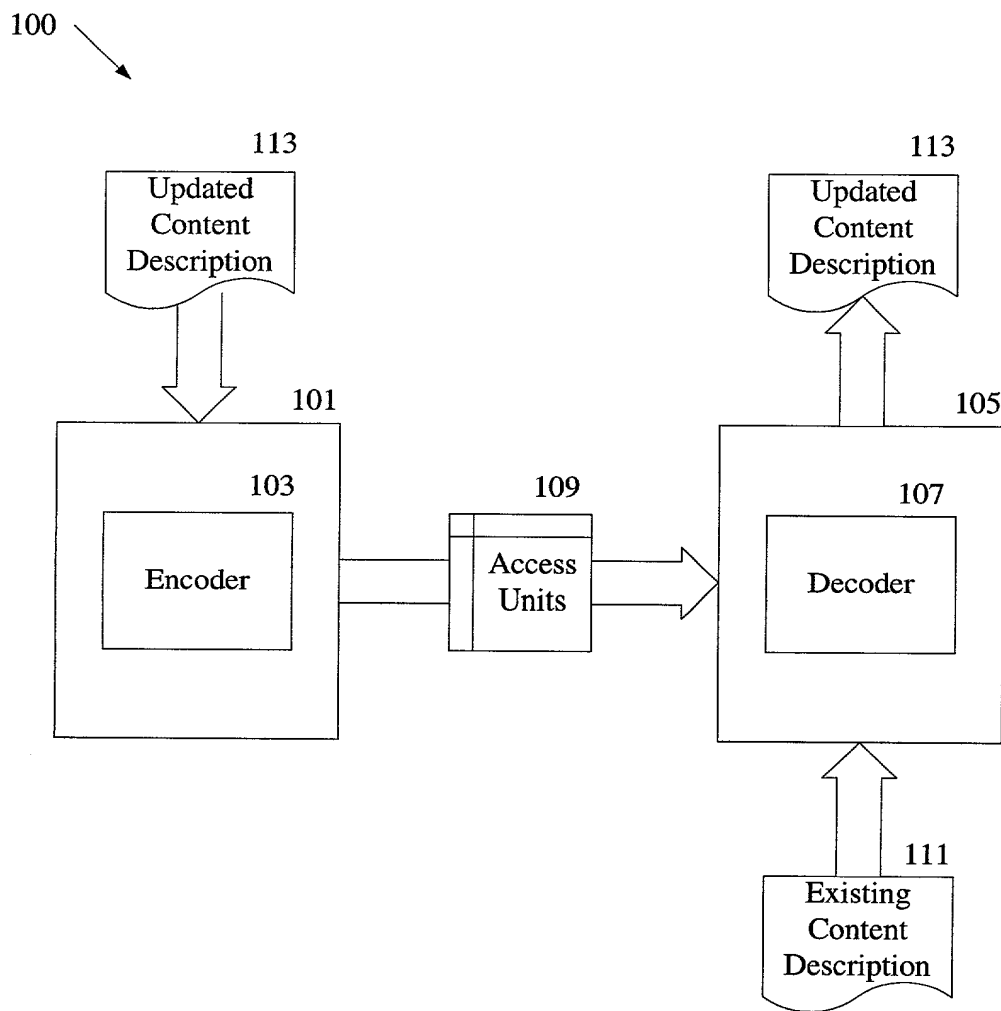 100
113
Updated
Content
Description
113
Updated
Content
Description
101
105
103
Encoder
109
Access
Units
107
Decoder
111
Existing
Content
Description